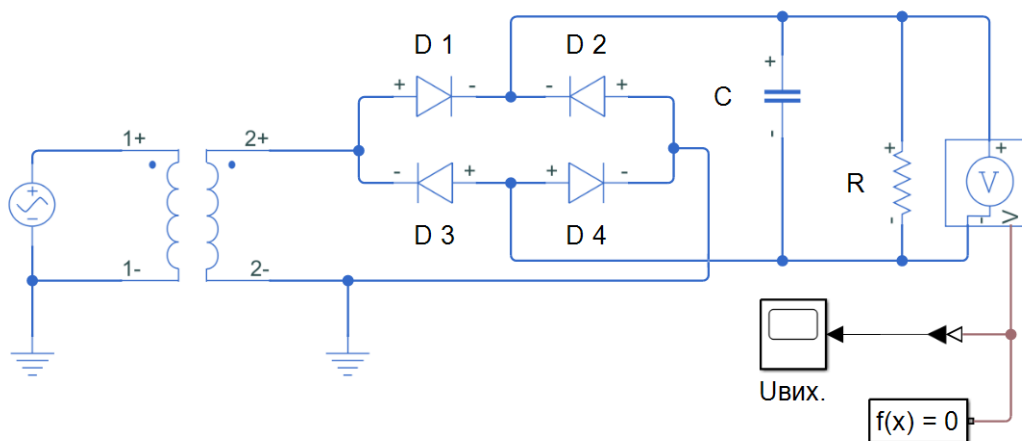 D 1
D 2
+ - - +
+
C
-
1+ 2+
- + + -
+
R
-
+
V
-
V
+
-
D 3
D 4
1- 2-
Uвих.
f(x) = 0